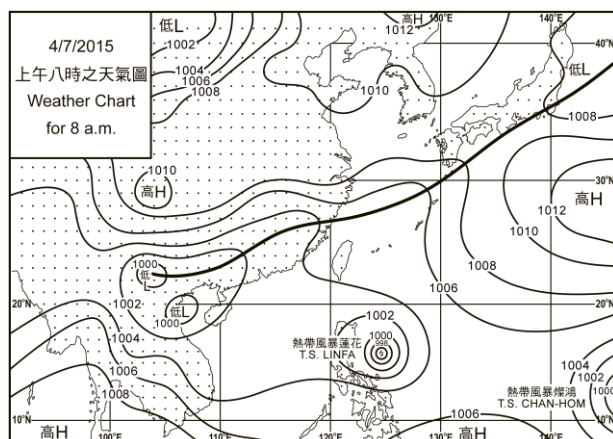 4/7/2015
上午八時之天氣圖
Weather Chart
for 8 a.m.
低L
1002
1004
1006
1008
高H
1012
130°E
140°E
40°N
低L
1010
1008
1010
高H
30°N
高H
1012
1010
1008
1006
1000
低L
1002
低L
1000
20°N
1004
1006
1008
1002
熱帶風暴蓮花
T.S. LINFA
1000
998
1004
1002
1000
熱帶風暴燦鴻
T.S. CHAN-HOM
10°N
高H
100°E
110°E
120°E
1006
高H
130°E
140°E
高H